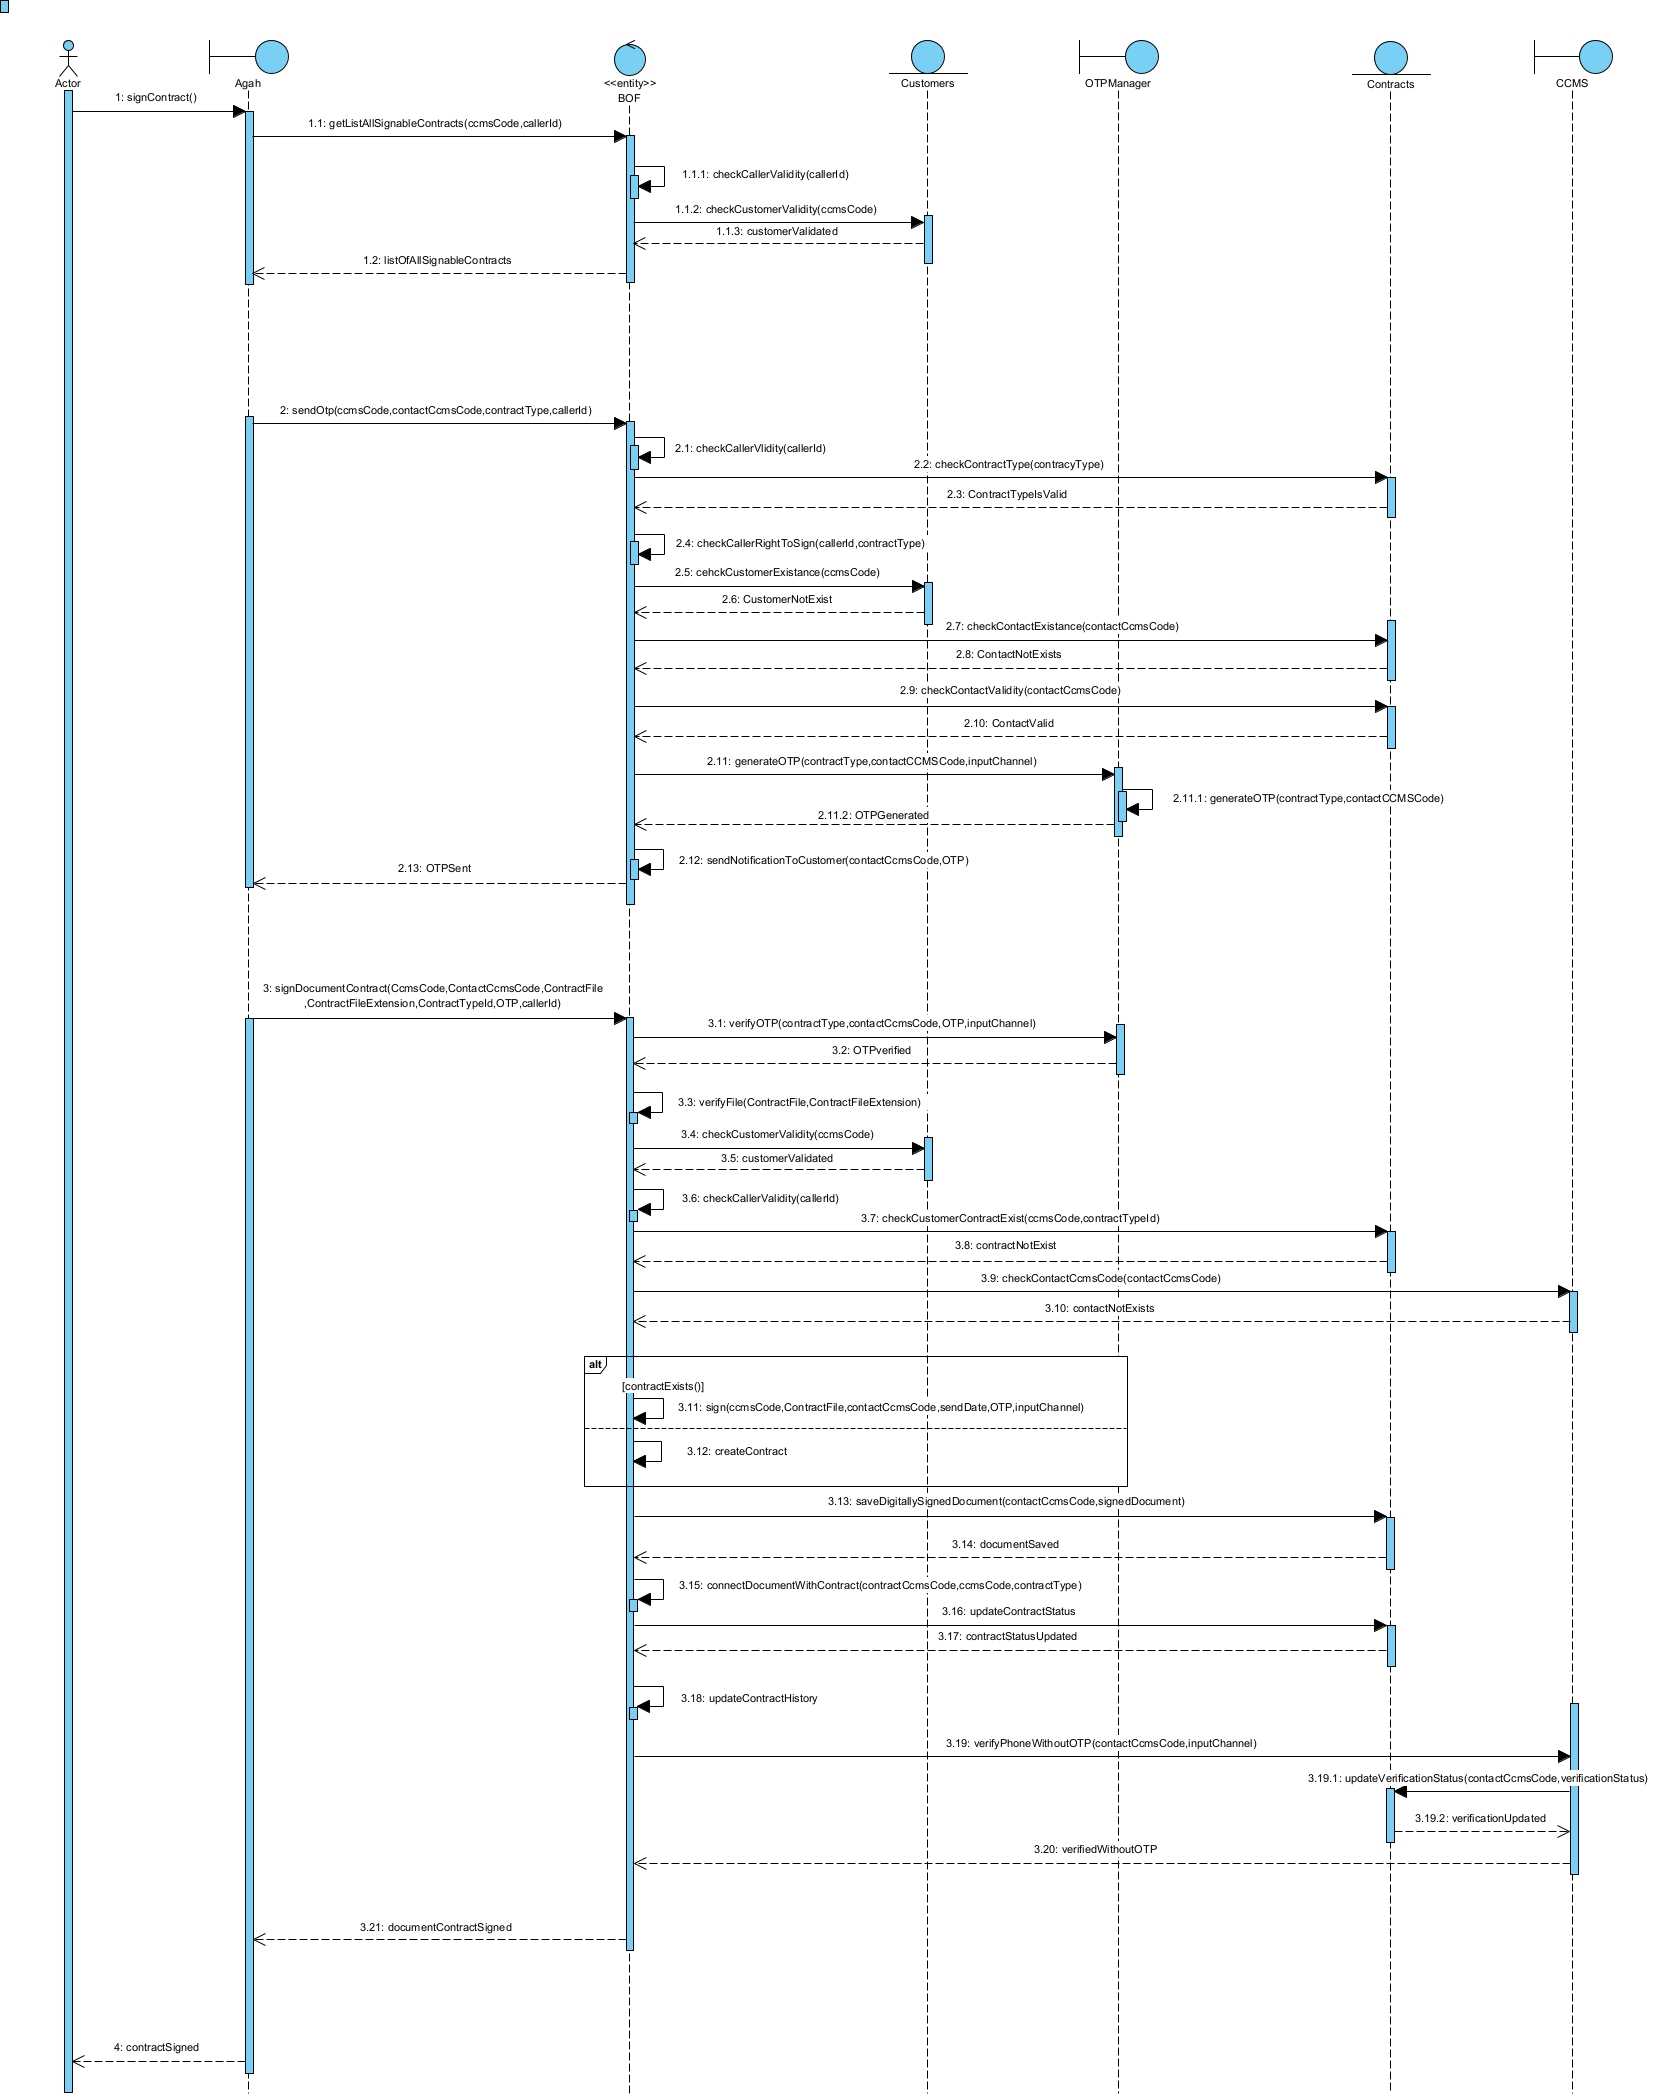 Actor
Agah
<<entity>>
BOF
Customers
OTPManager
Contracts
CCMS
1: signContract()
1.1: getListAllSignableContracts(ccmsCode,callerId)
1.1.1: checkCallerValidity(callerId)
1.1.2: checkCustomerValidity(ccmsCode)
1.1.3: customerValidated
1.2: listOfAllSignableContracts
2: sendOtp(ccmsCode,contactCcmsCode,contractType,callerId)
2.1: checkCallerVlidity(callerId)
2.2: checkContractType(contracyType)
2.3: ContractTypeIsValid
2.4: checkCallerRightToSign(callerId,contractType)
2.5: cehckCustomerExistance(ccmsCode)
2.6: CustomerNotExist
2.7: checkContactExistance(contactCcmsCode)
2.8: ContactNotExists
2.9: checkContactValidity(contactCcmsCode)
2.10: ContactValid
2.11: generateOTP(contractType,contactCCMSCode,inputChannel)
2.11.1: generateOTP(contractType,contactCCMSCode)
2.11.2: OTPGenerated
2.12: sendNotificationToCustomer(contactCcmsCode,OTP)
2.13: OTPSent
3: signDocumentContract(CcmsCode,ContactCcmsCode,ContractFile
,ContractFileExtension,ContractTypeId,OTP,callerId)
3.1: verifyOTP(contractType,contactCcmsCode,OTP,inputChannel)
3.2: OTPverified
3.3: verifyFile(ContractFile,ContractFileExtension)
3.4: checkCustomerValidity(ccmsCode)
3.5: customerValidated
3.6: checkCallerValidity(callerId)
3.7: checkCustomerContractExist(ccmsCode,contractTypeId)
3.8: contractNotExist
3.9: checkContactCcmsCode(contactCcmsCode)
3.10: contactNotExists
alt
[contractExists()]
3.11: sign(ccmsCode,ContractFile,contactCcmsCode,sendDate,OTP,inputChannel)
3.12: createContract
3.13: saveDigitallySignedDocument(contactCcmsCode,signedDocument)
3.14: documentSaved
3.15: connectDocumentWithContract(contractCcmsCode,ccmsCode,contractType)
3.16: updateContractStatus
3.17: contractStatusUpdated
3.18: updateContractHistory
3.19: verifyPhoneWithoutOTP(contactCcmsCode,inputChannel)
3.19.1: updateVerificationStatus(contactCcmsCode,verificationStatus)
3.19.2: verificationUpdated
3.20: verifiedWithoutOTP
3.21: documentContractSigned
4: contractSigned